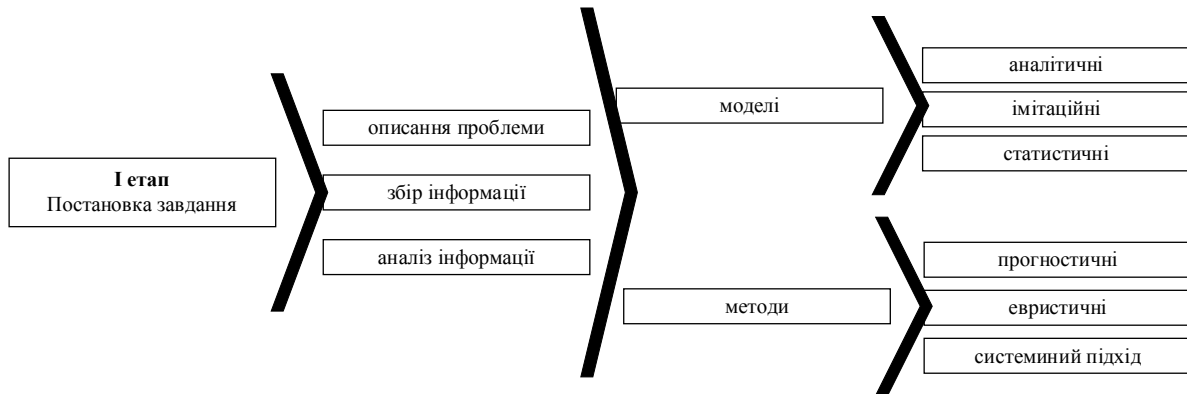 І етап
Постановка завдання
описання проблеми
збір інформації
аналіз інформації
моделі
методи
аналітичні
імітаційні
статистичні
прогностичні
евристичні
системиний підхід